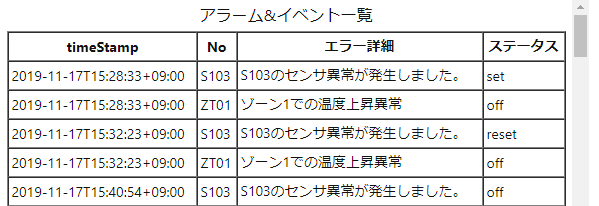 アラーム&イベント一覧
timeStamp No エラー詳細 ステータス
2019-11-17T15:28:33+09:00 S103 S103のセンサ異常が発生しました。 set
2019-11-17T15:28:33+09:00 ZT01 ゾーン1での温度上昇異常 off
2019-11-17T15:32:23+09:00 S103 S103のセンサ異常が発生しました。 reset
2019-11-17T15:32:23+09:00 ZT01 ゾーン1での温度上昇異常 off
2019-11-17T15:40:54+09:00 S103 S103のセンサ異常が発生しました。 off